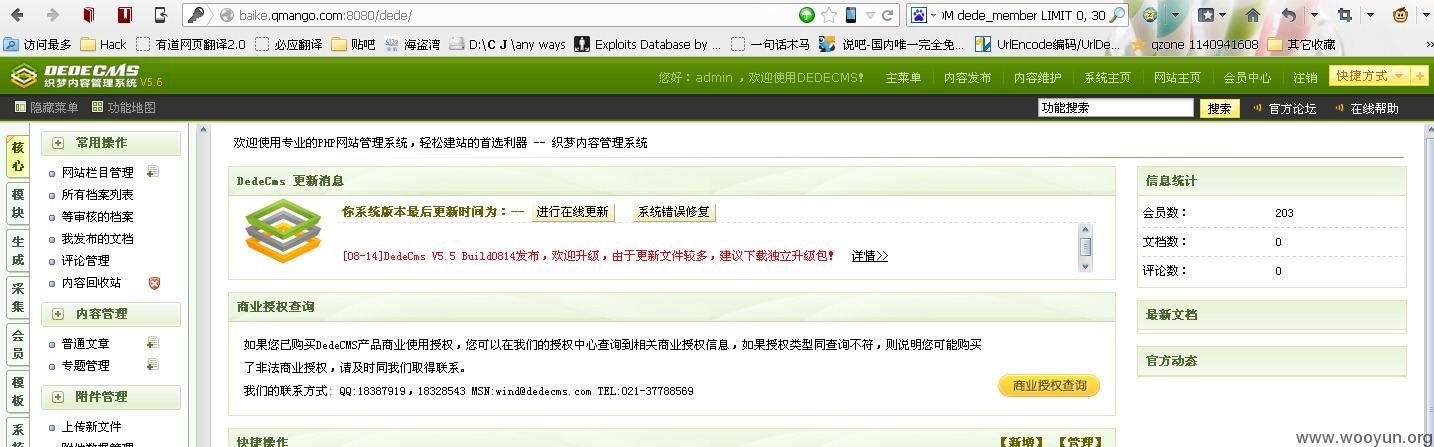 baike.qmango.com:8080/dede/
OM dede_member LIMIT 0, 30
访问最多 Hack 有道网页翻译2.0 必应翻译 贴吧 海盗湾 D:\C J\any ways Exploits Database by ... 一句话木马 说吧-国内唯一完全免... UrlEncode编码/UrlDe... qzone 1140941608 其它收藏
DEDECMS
织梦内容管理系统 V5.6
您好：admin ，欢迎使用DEDECMS！ 主菜单 内容发布 内容维护 系统主页 网站主页 会员中心 注销 快捷方式
隐藏菜单 功能地图
功能搜索 搜索 官方论坛 在线帮助
核心
模块
生成
采集
会员
模板
系
常用操作
网站栏目管理
所有档案列表
等审核的档案
我发布的文档
评论管理
内容回收站
内容管理
普通文章
专题管理
附件管理
上传新文件
附件数据管理
欢迎使用专业的PHP网站管理系统，轻松建站的首选利器 -- 织梦内容管理系统
DedeCms 更新消息
你系统版本最后更新时间为：-- 进行在线更新 系统错误修复
[08-14]DedeCms V5.5 Build0814发布，欢迎升级，由于更新文件较多，建议下载独立升级包！ 详情>>
商业授权查询
如果您已购买DedeCMS产品商业使用授权，您可以在我们的授权中心查询到相关商业授权信息，如果授权类型同查询不符，则说明您可能购买
了非法商业授权，请及时同我们取得联系。
我们的联系方式: QQ:18387919，18328543 MSN:wind@dedecms.com TEL:021-37788569
商业授权查询
快捷操作 【新增】 【管理】
信息统计
会员数： 203
文档数： 0
评论数： 0
最新文档
官方动态
www.wooyun.org